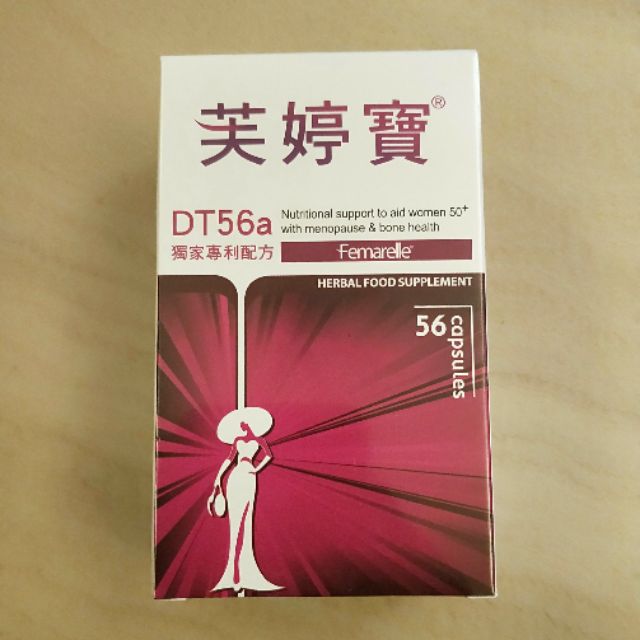 芙婷寶®
DT56a
獨家專利配方
Nutritional support to aid women 50+
with menopause & bone health
Femarelle®
HERBAL FOOD SUPPLEMENT
56 capsules